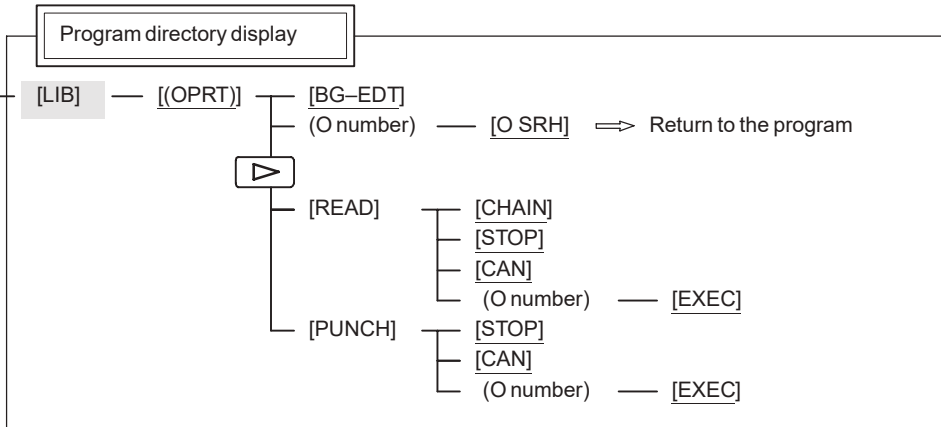 Program directory display
[LIB] [(OPRT)] [BG–EDT]
(O number) [O SRH] Return to the program
[READ] [CHAIN]
[STOP]
[CAN]
(O number) [EXEC]
[PUNCH] [STOP]
[CAN]
(O number) [EXEC]